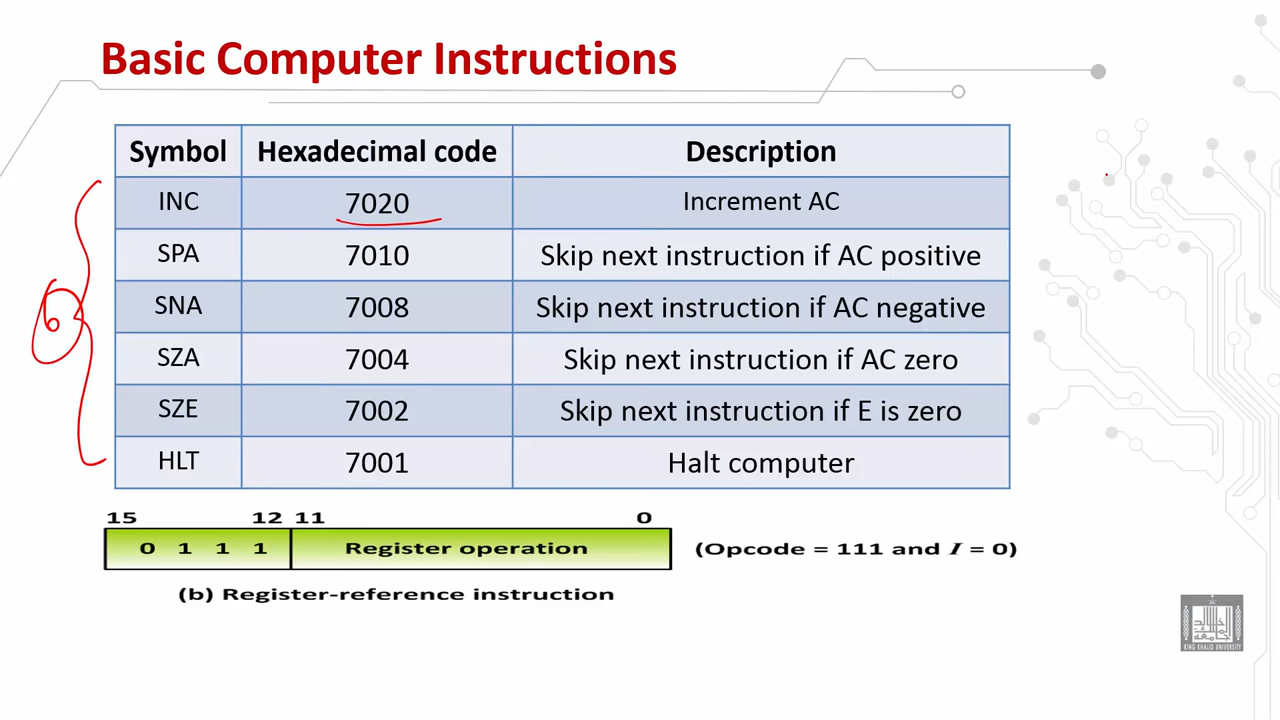 Basic Computer Instructions
Symbol Hexadecimal code Description
INC 7020 Increment AC
SPA 7010 Skip next instruction if AC positive
SNA 7008 Skip next instruction if AC negative
SZA 7004 Skip next instruction if AC zero
SZE 7002 Skip next instruction if E is zero
HLT 7001 Halt computer
6
15 12 11 0
0 1 1 1 Register operation (Opcode = 111 and I = 0)
(b) Register-reference instruction
KING KHALID UNIVERSITY